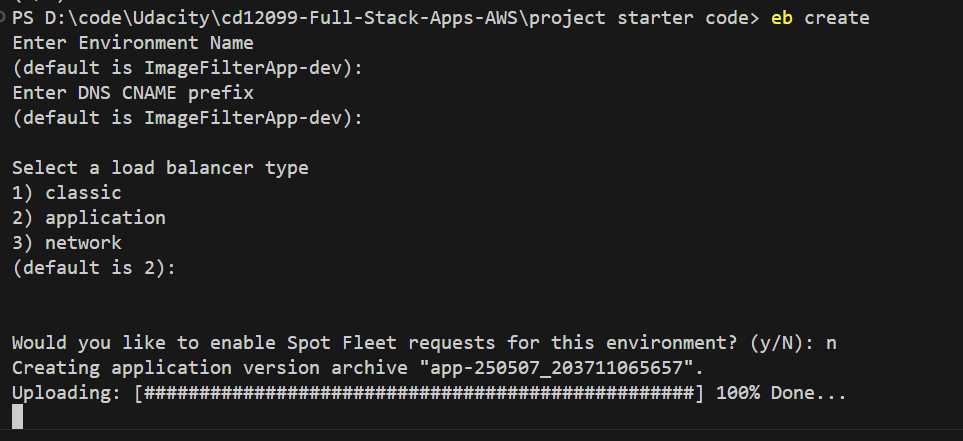 PS D:\code\Udacity\cd12099-Full-Stack-Apps-AWS\project starter code> eb create
Enter Environment Name
(default is ImageFilterApp-dev):
Enter DNS CNAME prefix
(default is ImageFilterApp-dev):
Select a load balancer type
1) classic
2) application
3) network
(default is 2):
Would you like to enable Spot Fleet requests for this environment? (y/N): n
Creating application version archive "app-250507_203711065657".
Uploading: [##################################################] 100% Done...